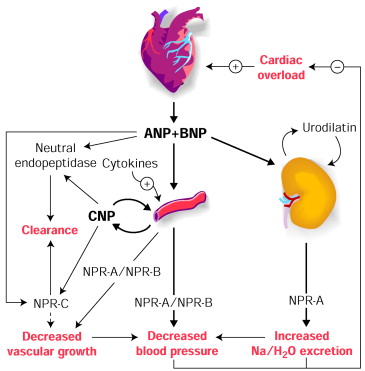 Cardiac
overload
+
−
ANP+BNP
Urodilatin
Neutral
endopeptidase
Cytokines
+
CNP
Clearance
NPR-A/NPR-B
NPR-C
NPR-A/NPR-B
NPR-A
Decreased
vascular growth
Decreased
blood pressure
Increased
Na/H₂O excretion